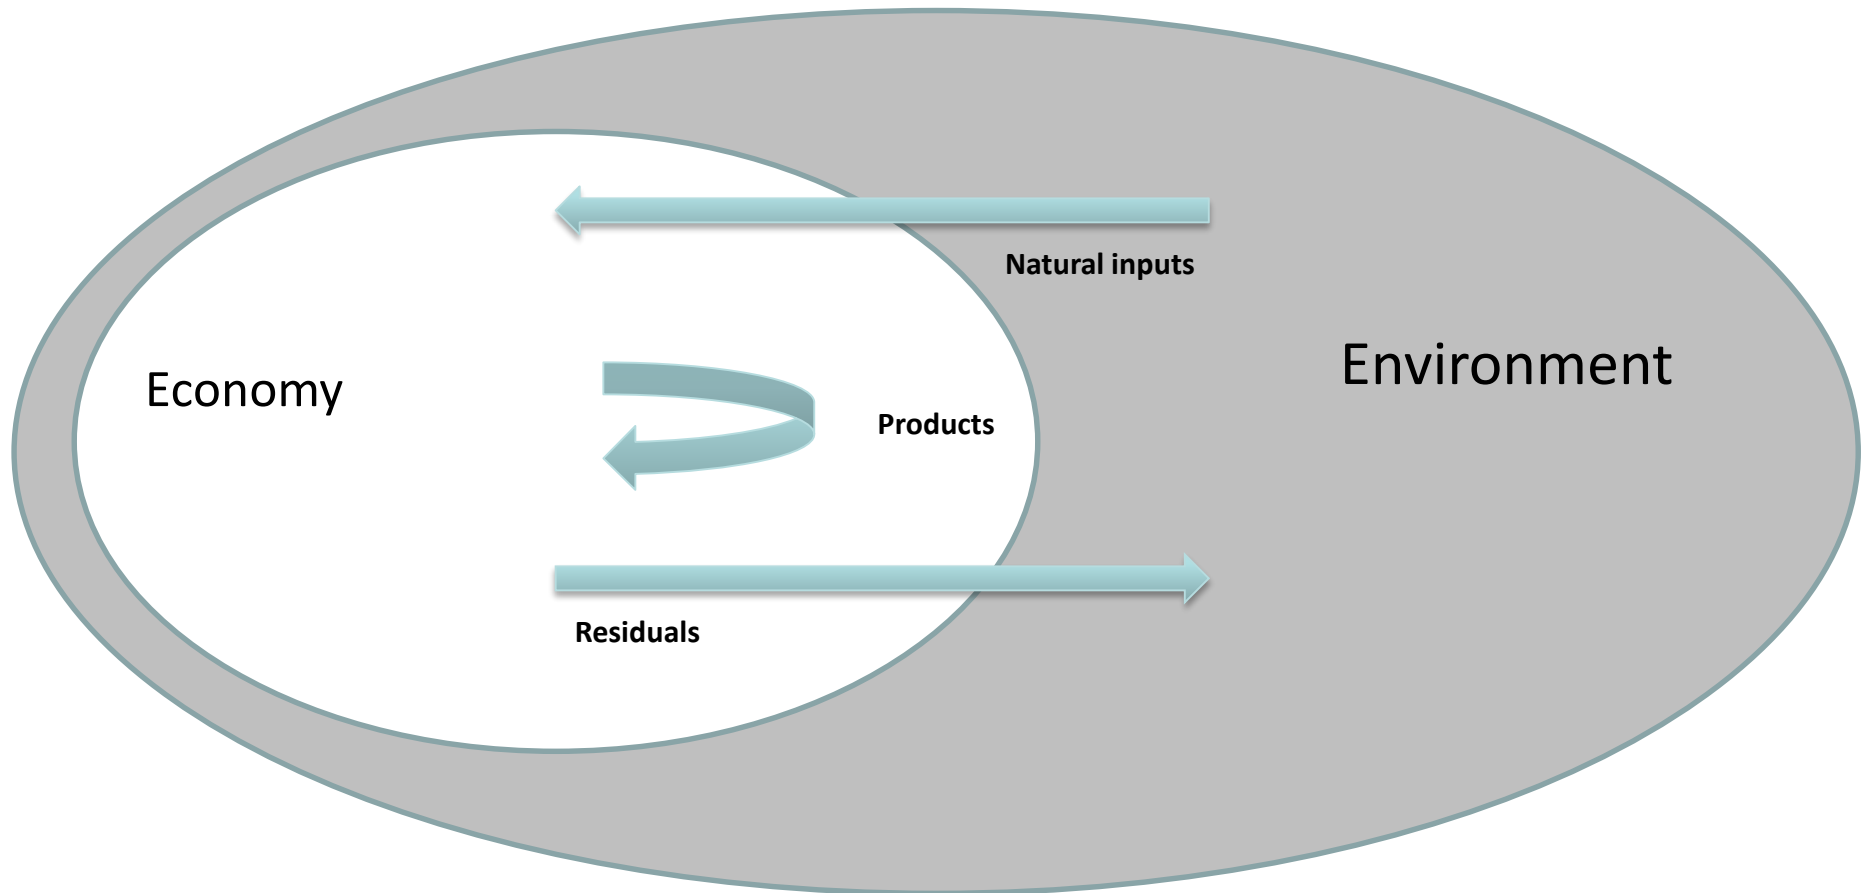 Natural inputs
Environment
Economy
Products
Residuals